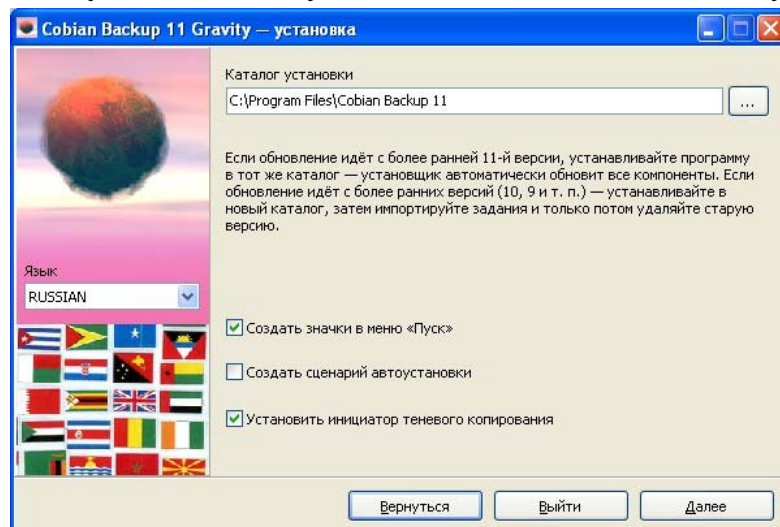 Cobian Backup 11 Gravity — установка
Каталог установки
C:\Program Files\Cobian Backup 11
...
Если обновление идёт с более ранней 11-й версии, устанавливайте программу
в тот же каталог — установщик автоматически обновит все компоненты. Если
обновление идёт с более ранних версий (10, 9 и т. п.) — устанавливайте в
новый каталог, затем импортируйте задания и только потом удаляйте старую
версию.
Язык
RUSSIAN
Создать значки в меню «Пуск»
Создать сценарий автоустановки
Установить инициатор теневого копирования
Вернуться
Выйти
Далее